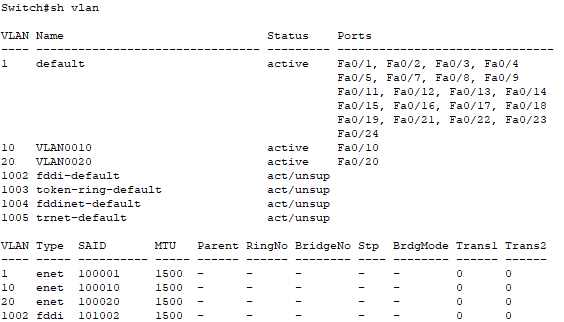 Switch#sh vlan
VLAN Name                             Status    Ports
---- -------------------------------- --------- -------------------------------
1    default                          active    Fa0/1, Fa0/2, Fa0/3, Fa0/4
                                                Fa0/5, Fa0/7, Fa0/8, Fa0/9
                                                Fa0/11, Fa0/12, Fa0/13, Fa0/14
                                                Fa0/15, Fa0/16, Fa0/17, Fa0/18
                                                Fa0/19, Fa0/21, Fa0/22, Fa0/23
                                                Fa0/24
10   VLAN0010                         active    Fa0/10
20   VLAN0020                         active    Fa0/20
1002 fddi-default                     act/unsup
1003 token-ring-default               act/unsup
1004 fddinet-default                  act/unsup
1005 trnet-default                    act/unsup
VLAN Type  SAID       MTU   Parent RingNo BridgeNo Stp  BrdgMode Trans1 Trans2
---- ----- ---------- ----- ------ ------ -------- ---- -------- ------ ------
1    enet  100001     1500  -      -      -        -    -        0      0
10   enet  100010     1500  -      -      -        -    -        0      0
20   enet  100020     1500  -      -      -        -    -        0      0
1002 fddi  101002     1500  -      -      -        -    -        0      0